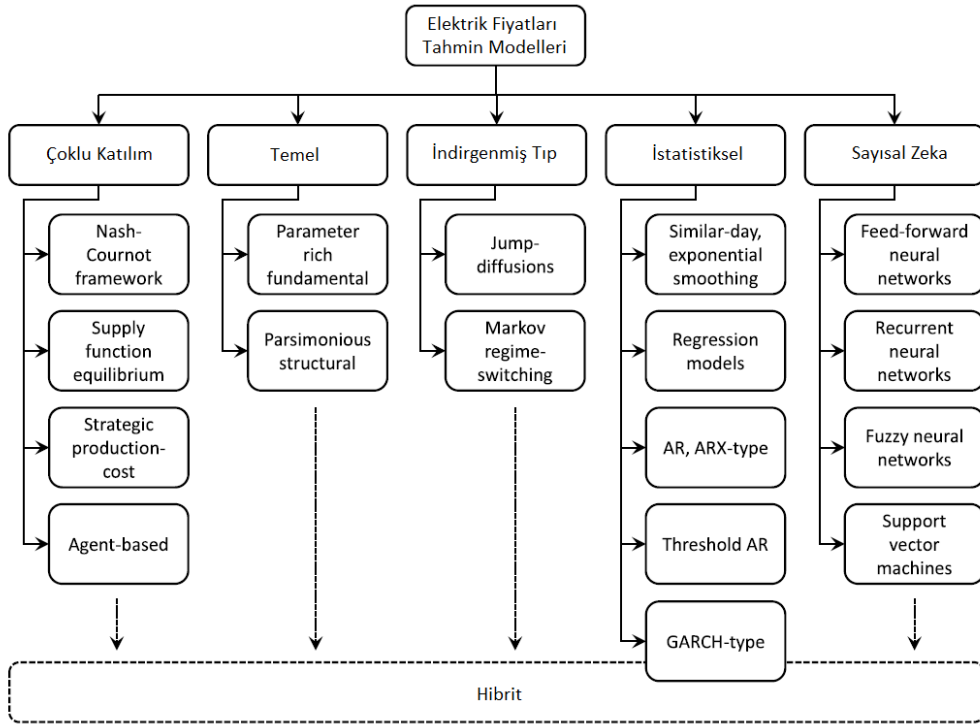 Elektrik Fiyatları
Tahmin Modelleri
Çoklu Katılım
Temel
İndirgenmiş Tıp
İstatistiksel
Sayısal Zeka
Nash-
Cournot
framework
Supply
function
equilibrium
Strategic
production-
cost
Agent-based
Parameter
rich
fundamental
Parsimonious
structural
Jump-
diffusions
Markov
regime-
switching
Similar-day,
exponential
smoothing
Regression
models
AR, ARX-type
Threshold AR
GARCH-type
Feed-forward
neural
networks
Recurrent
neural
networks
Fuzzy neural
networks
Support
vector
machines
Hibrit